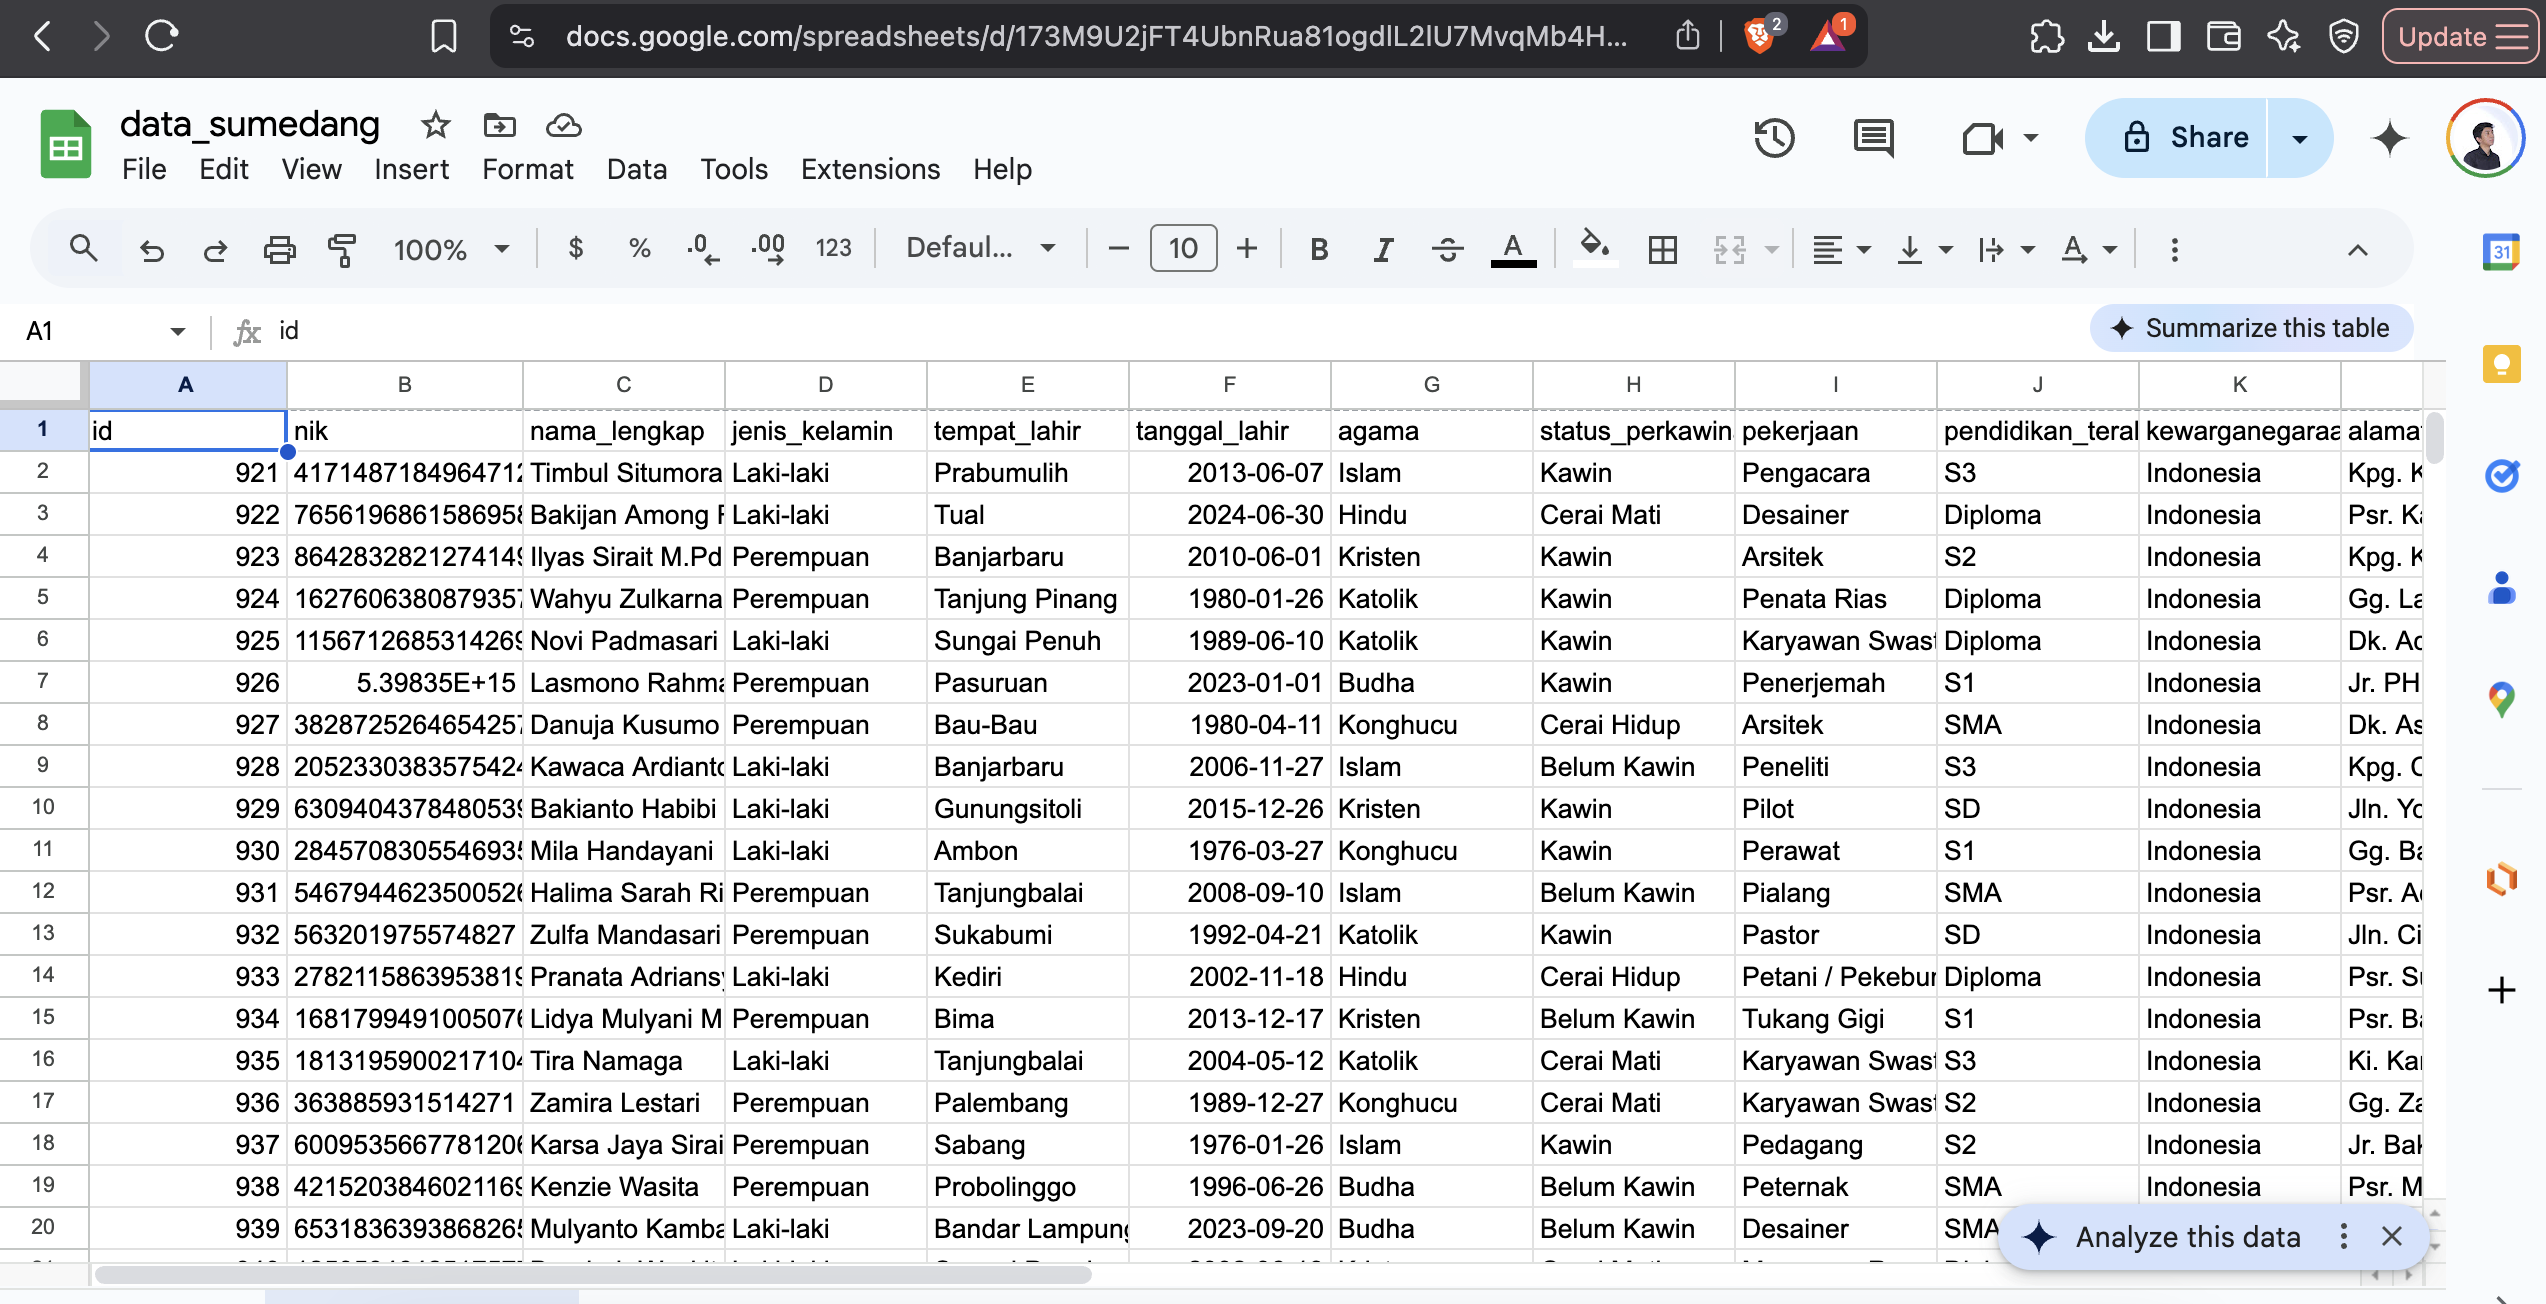 docs.google.com/spreadsheets/d/173M9U2jFT4UbnRua81ogdlL2lU7MvqMb4H... 2 1 Update
data_sumedang
File Edit View Insert Format Data Tools Extensions Help Share
100% $ % .0 .00 123 Defaul... 10 B I A 31
A1 id Summarize this table
A B C D E F G H I J K
1 id nik nama_lengkap jenis_kelamin tempat_lahir tanggal_lahir agama status_perkawin pekerjaan pendidikan_teral kewarganegaraa alama
2 921 417148718496471 Timbul Situmora Laki-laki Prabumulih 2013-06-07 Islam Kawin Pengacara S3 Indonesia Kpg.
3 922 765619686158695 Bakijan Among Laki-laki Tual 2024-06-30 Hindu Cerai Mati Desainer Diploma Indonesia Psr.
4 923 864283282127414 Ilyas Sirait M.Pd Perempuan Banjarbaru 2010-06-01 Kristen Kawin Arsitek S2 Indonesia Kpg.
5 924 162760638087935 Wahyu Zulkarna Perempuan Tanjung Pinang 1980-01-26 Katolik Kawin Penata Rias Diploma Indonesia Gg.
6 925 115671268531426 Novi Padmasari Laki-laki Sungai Penuh 1989-06-10 Katolik Kawin Karyawan Swast Diploma Indonesia Dk.
7 926 5.39835E+15 Lasmono Rahma Perempuan Pasuruan 2023-01-01 Budha Kawin Penerjemah S1 Indonesia Jr. PH
8 927 382872526465425 Danuja Kusumo Perempuan Bau-Bau 1980-04-11 Konghucu Cerai Hidup Arsitek SMA Indonesia Dk. As
9 928 205233038357542 Kawaca Ardianto Laki-laki Banjarbaru 2006-11-27 Islam Belum Kawin Peneliti S3 Indonesia Kpg.
10 929 630940437848053 Bakianto Habibi Laki-laki Gunungsitoli 2015-12-26 Kristen Kawin Pilot SD Indonesia Jln.
11 930 284570830554693 Mila Handayani Laki-laki Ambon 1976-03-27 Konghucu Kawin Perawat S1 Indonesia Gg.
12 931 546794462350052 Halima Sarah Ri Perempuan Tanjungbalai 2008-09-10 Islam Belum Kawin Pialang SMA Indonesia Psr.
13 932 563201975574827 Zulfa Mandasari Perempuan Sukabumi 1992-04-21 Katolik Kawin Pastor SD Indonesia Jln. Ci
14 933 278211586395381 Pranata Adriansy Laki-laki Kediri 2002-11-18 Hindu Cerai Hidup Petani / Pekebun Diploma Indonesia Psr.
15 934 168179949100507 Lidya Mulyani M Perempuan Bima 2013-12-17 Kristen Belum Kawin Tukang Gigi S1 Indonesia Psr.
16 935 181319590021710 Tira Namaga Laki-laki Tanjungbalai 2004-05-12 Katolik Cerai Mati Karyawan Swast S3 Indonesia Ki. Kai
17 936 363885931514271 Zamira Lestari Perempuan Palembang 1989-12-27 Konghucu Cerai Mati Karyawan Swast S2 Indonesia Gg. Za
18 937 600953566778120 Karsa Jaya Sirai Perempuan Sabang 1976-01-26 Islam Kawin Pedagang S2 Indonesia Jr. Bak
19 938 421520384602116 Kenzie Wasita Perempuan Probolinggo 1996-06-26 Budha Belum Kawin Peternak SMA Indonesia Psr. M
20 939 653183639386826 Mulyanto Kamba Laki-laki Bandar Lampung 2023-09-20 Budha Belum Kawin Desainer SMA
Analyze this data